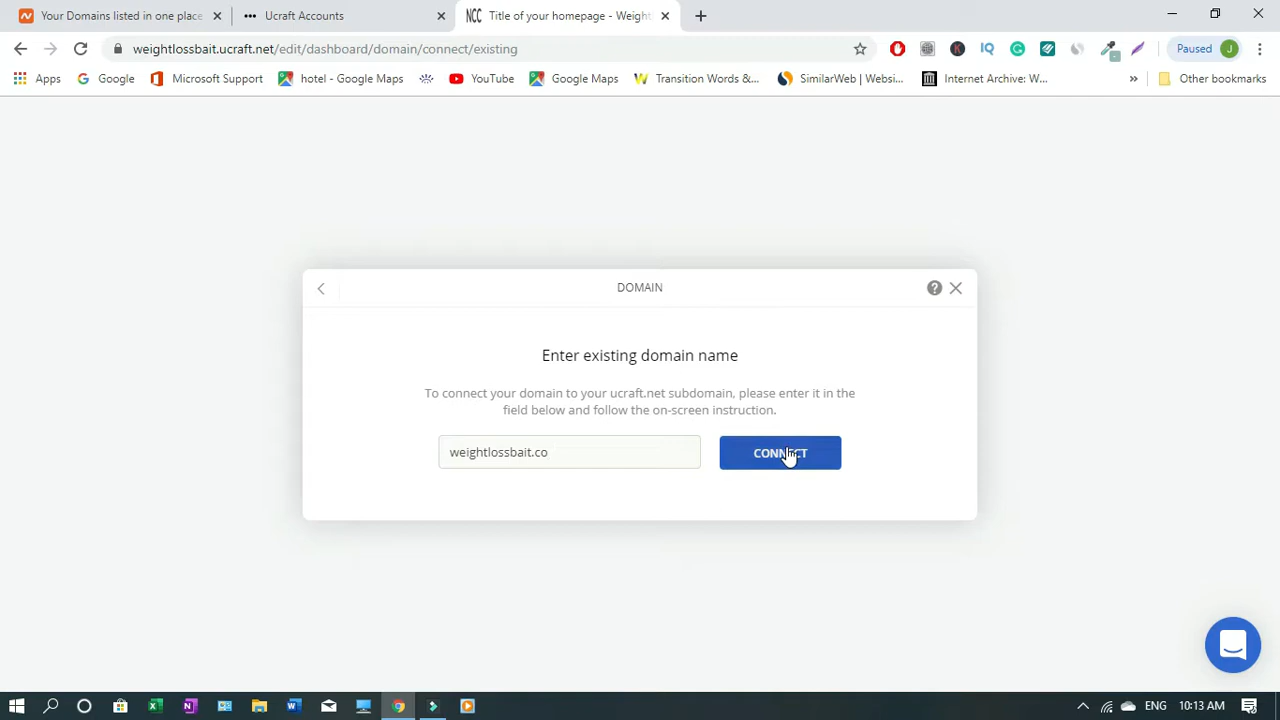 Your Domains listed in one place
Ucraft Accounts
NCC Title of your homepage - Weight
weightlossbait.ucraft.net/edit/dashboard/domain/connect/existing
Paused J
Apps Google Microsoft Support hotel - Google Maps YouTube Google Maps Transition Words &... SimilarWeb | Websi... Internet Archive: W... » Other bookmarks
DOMAIN
Enter existing domain name
To connect your domain to your ucraft.net subdomain, please enter it in the
field below and follow the on-screen instruction.
weightlossbait.co
CONNECT
ENG 10:13 AM